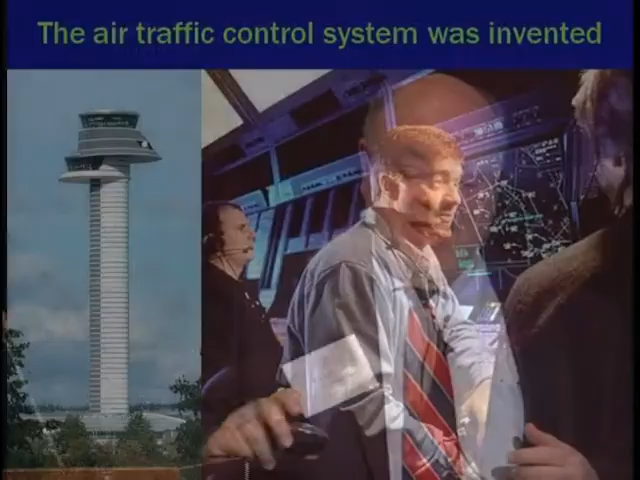 The air traffic control system was invented